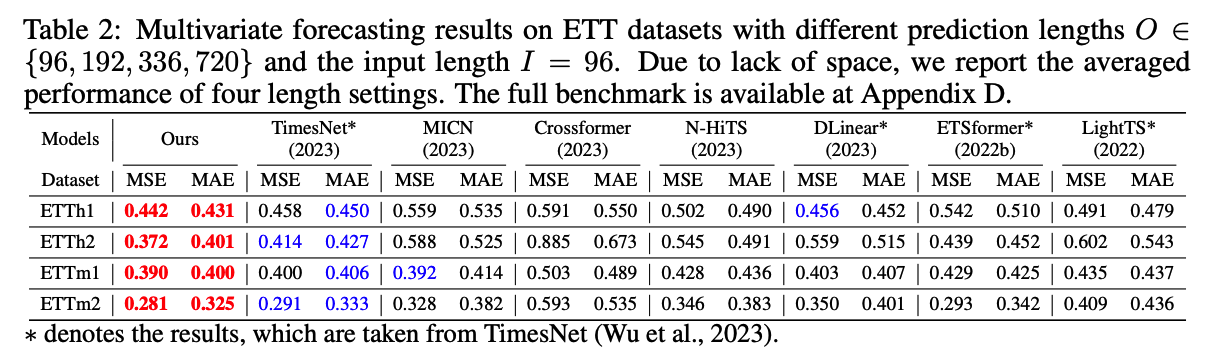 Table 2: Multivariate forecasting results on ETT datasets with different prediction lengths O ∈
{96, 192, 336, 720} and the input length I = 96. Due to lack of space, we report the averaged
performance of four length settings. The full benchmark is available at Appendix D.
Models Ours TimesNet* (2023) MICN (2023) Crossformer (2023) N-HiTS (2023) DLinear* (2023) ETSformer* (2022b) LightTS* (2022)
Dataset MSE MAE MSE MAE MSE MAE MSE MAE MSE MAE MSE MAE MSE MAE MSE MAE
ETTh1 0.442 0.431 0.458 0.450 0.559 0.535 0.591 0.550 0.502 0.490 0.456 0.452 0.542 0.510 0.491 0.479
ETTh2 0.372 0.401 0.414 0.427 0.588 0.525 0.885 0.673 0.545 0.491 0.559 0.515 0.439 0.452 0.602 0.543
ETTm1 0.390 0.400 0.400 0.406 0.392 0.414 0.503 0.489 0.428 0.436 0.403 0.407 0.429 0.425 0.435 0.437
ETTm2 0.281 0.325 0.291 0.333 0.328 0.382 0.593 0.535 0.346 0.383 0.350 0.401 0.293 0.342 0.409 0.436
* denotes the results, which are taken from TimesNet (Wu et al., 2023).